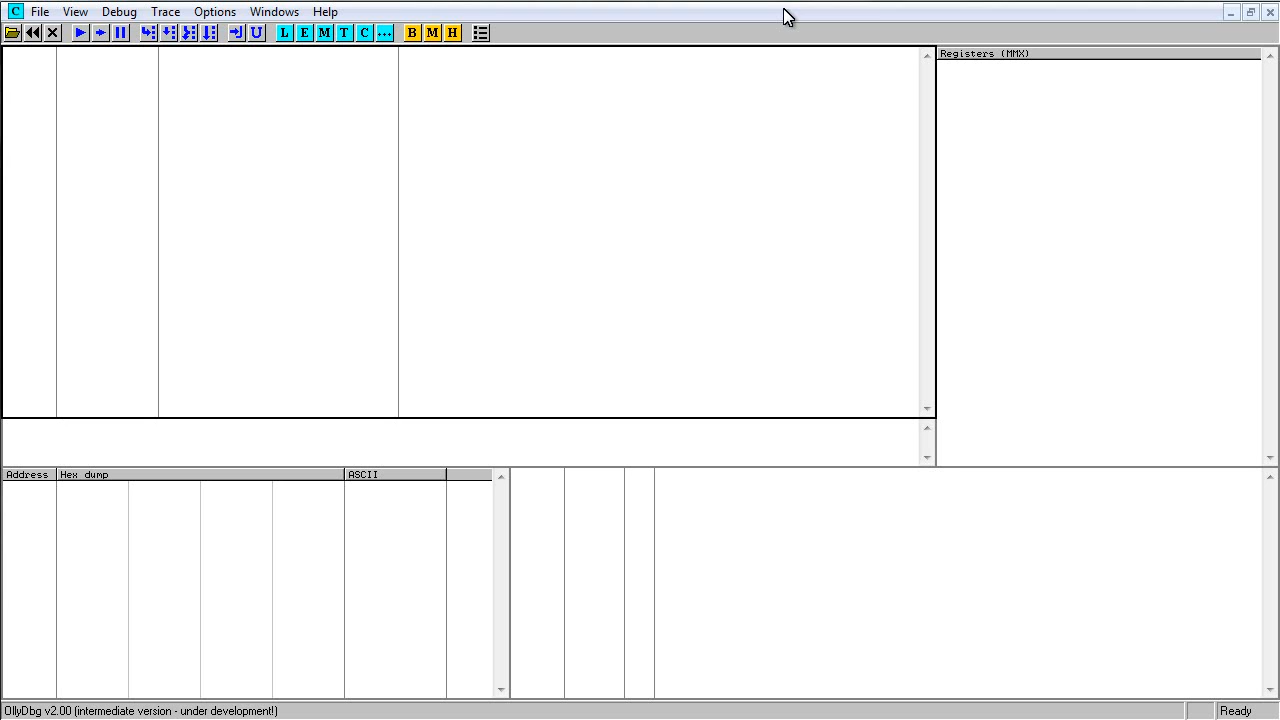 C File View Debug Trace Options Windows Help
L E M T C ... B M H
Registers (MMX)
Address Hex dump ASCII
OllyDbg v2.00 (intermediate version - under development!) Ready